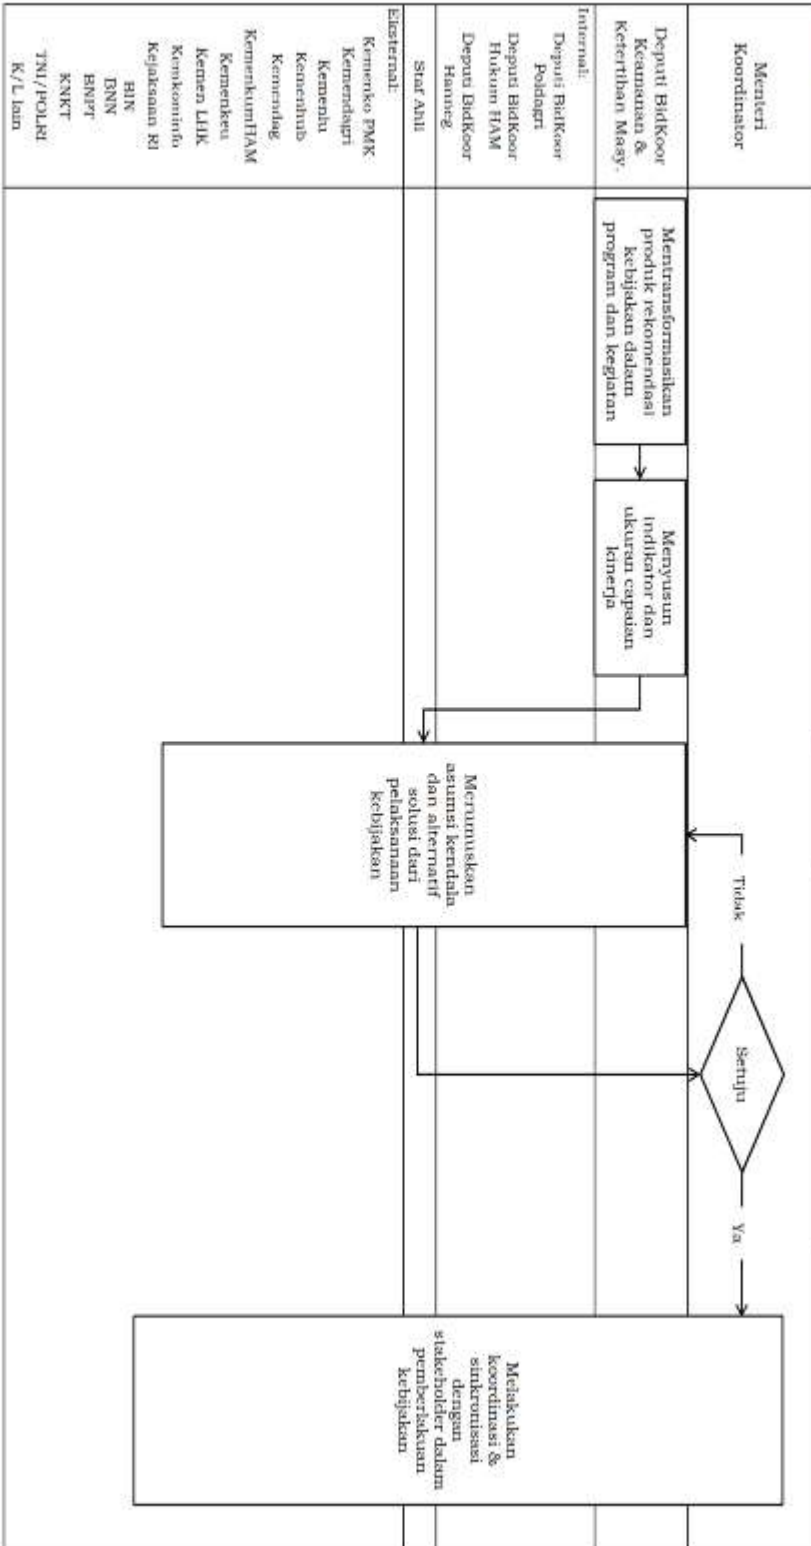 Menteri
Koordinator
Deputi BidKoor
Keamanan &
Ketertiban Masy.
Internal:
Deputi BidKoor
Poldagri
Deputi BidKoor
Hukum HAM
Deputi BidKoor
Hanneg
Staf Ahli
Eksternal:
Kemenko PMK
Kemendagri
Kemenlu
Kemenhub
Kemendag
KemenkumHAM
Kemenkeu
Kemen LHK
Kemkominfo
Kejaksaan RI
BIN
BNN
BNPT
KNKT
TNI/POLRI
K/L lain
Mentransformasikan
produk rekomendasi
kebijakan dalam
program dan kegiatan
Menyusun
indikator dan
ukuran capaian
kinerja
Merumuskan
asumsi kendala
dan alternatif
solusi dari
pelaksanaan
kebijakan
Tidak
Setuju
Ya
Melakukan
koordinasi &
sinkronisasi
dengan
stakeholder dalam
pemberlakuan
kebijakan